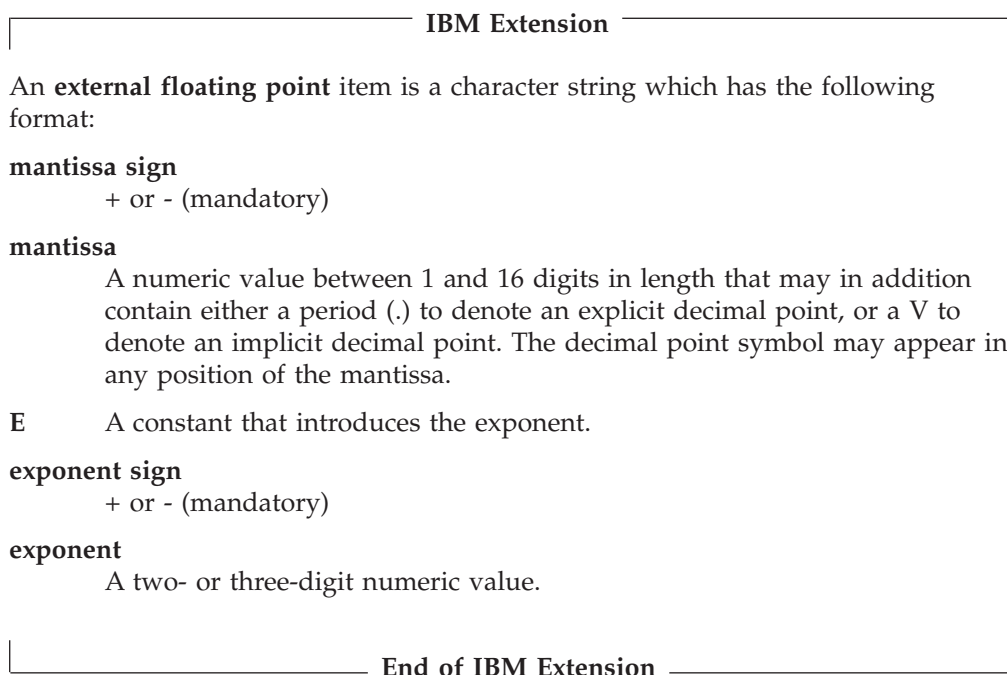 IBM Extension
An external floating point item is a character string which has the following
format:
mantissa sign
+ or - (mandatory)
mantissa
A numeric value between 1 and 16 digits in length that may in addition
contain either a period (.) to denote an explicit decimal point, or a V to
denote an implicit decimal point. The decimal point symbol may appear in
any position of the mantissa.
E A constant that introduces the exponent.
exponent sign
+ or - (mandatory)
exponent
A two- or three-digit numeric value.
End of IBM Extension